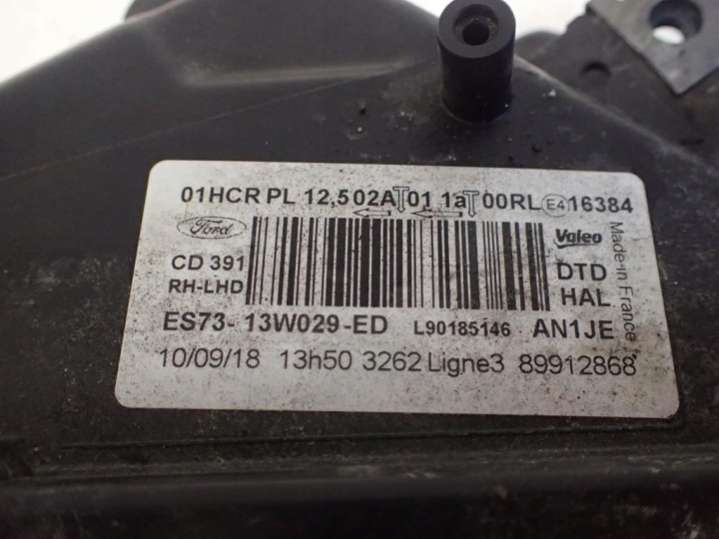 01HCR PL 12,5 02A 01 1a 00RL E4 16384
Ford
Valeo
CD 391
DTD
RH-LHD
HAL
Made in France
ES73- 13W029 -ED L90185146 AN1JE
10/09/18 13h50 3262 Ligne3 89912868